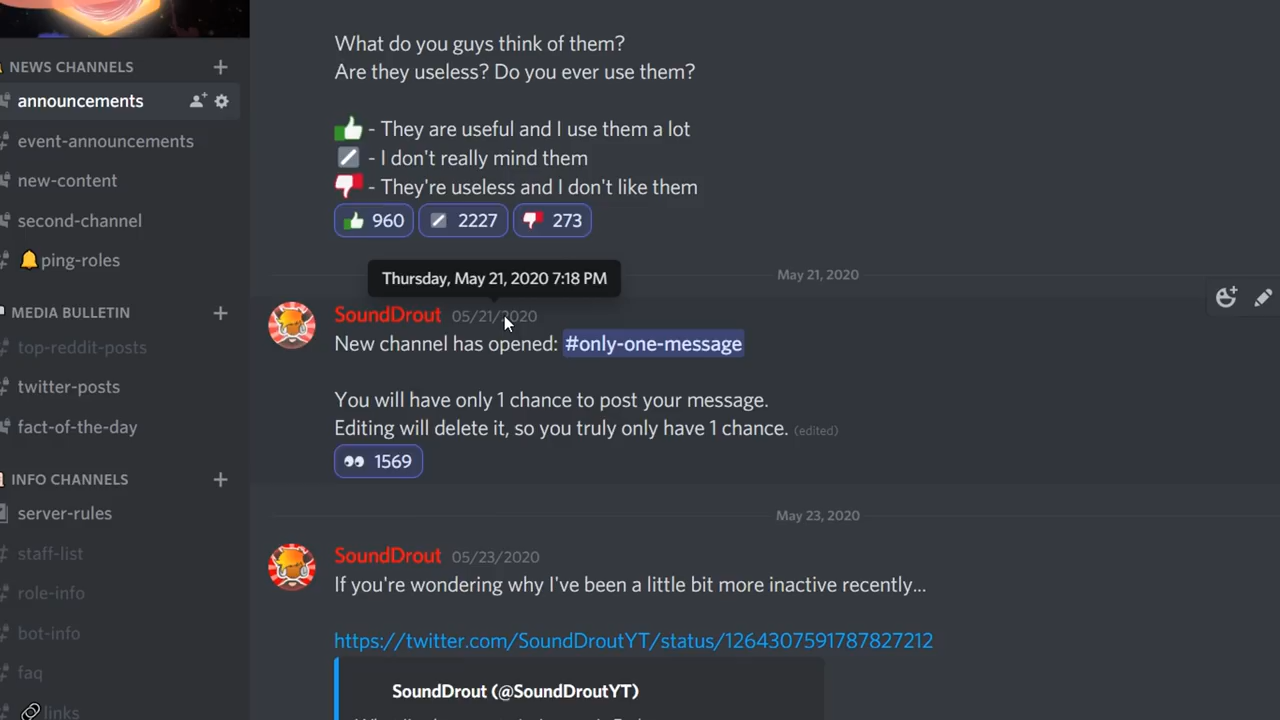 NEWS CHANNELS
announcements
event-announcements
new-content
second-channel
🔔ping-roles
MEDIA BULLETIN
top-reddit-posts
twitter-posts
fact-of-the-day
INFO CHANNELS
server-rules
staff-list
role-info
bot-info
faq
links
What do you guys think of them?
Are they useless? Do you ever use them?
👍 - They are useful and I use them a lot
- I don't really mind them
👎 - They're useless and I don't like them
960 2227 273
May 21, 2020
Thursday, May 21, 2020 7:18 PM
SoundDrout 05/21/2020
New channel has opened: #only-one-message
You will have only 1 chance to post your message.
Editing will delete it, so you truly only have 1 chance. (edited)
👀 1569
May 23, 2020
SoundDrout 05/23/2020
If you're wondering why I've been a little bit more inactive recently...
https://twitter.com/SoundDroutYT/status/1264307591787827212
SoundDrout (@SoundDroutYT)